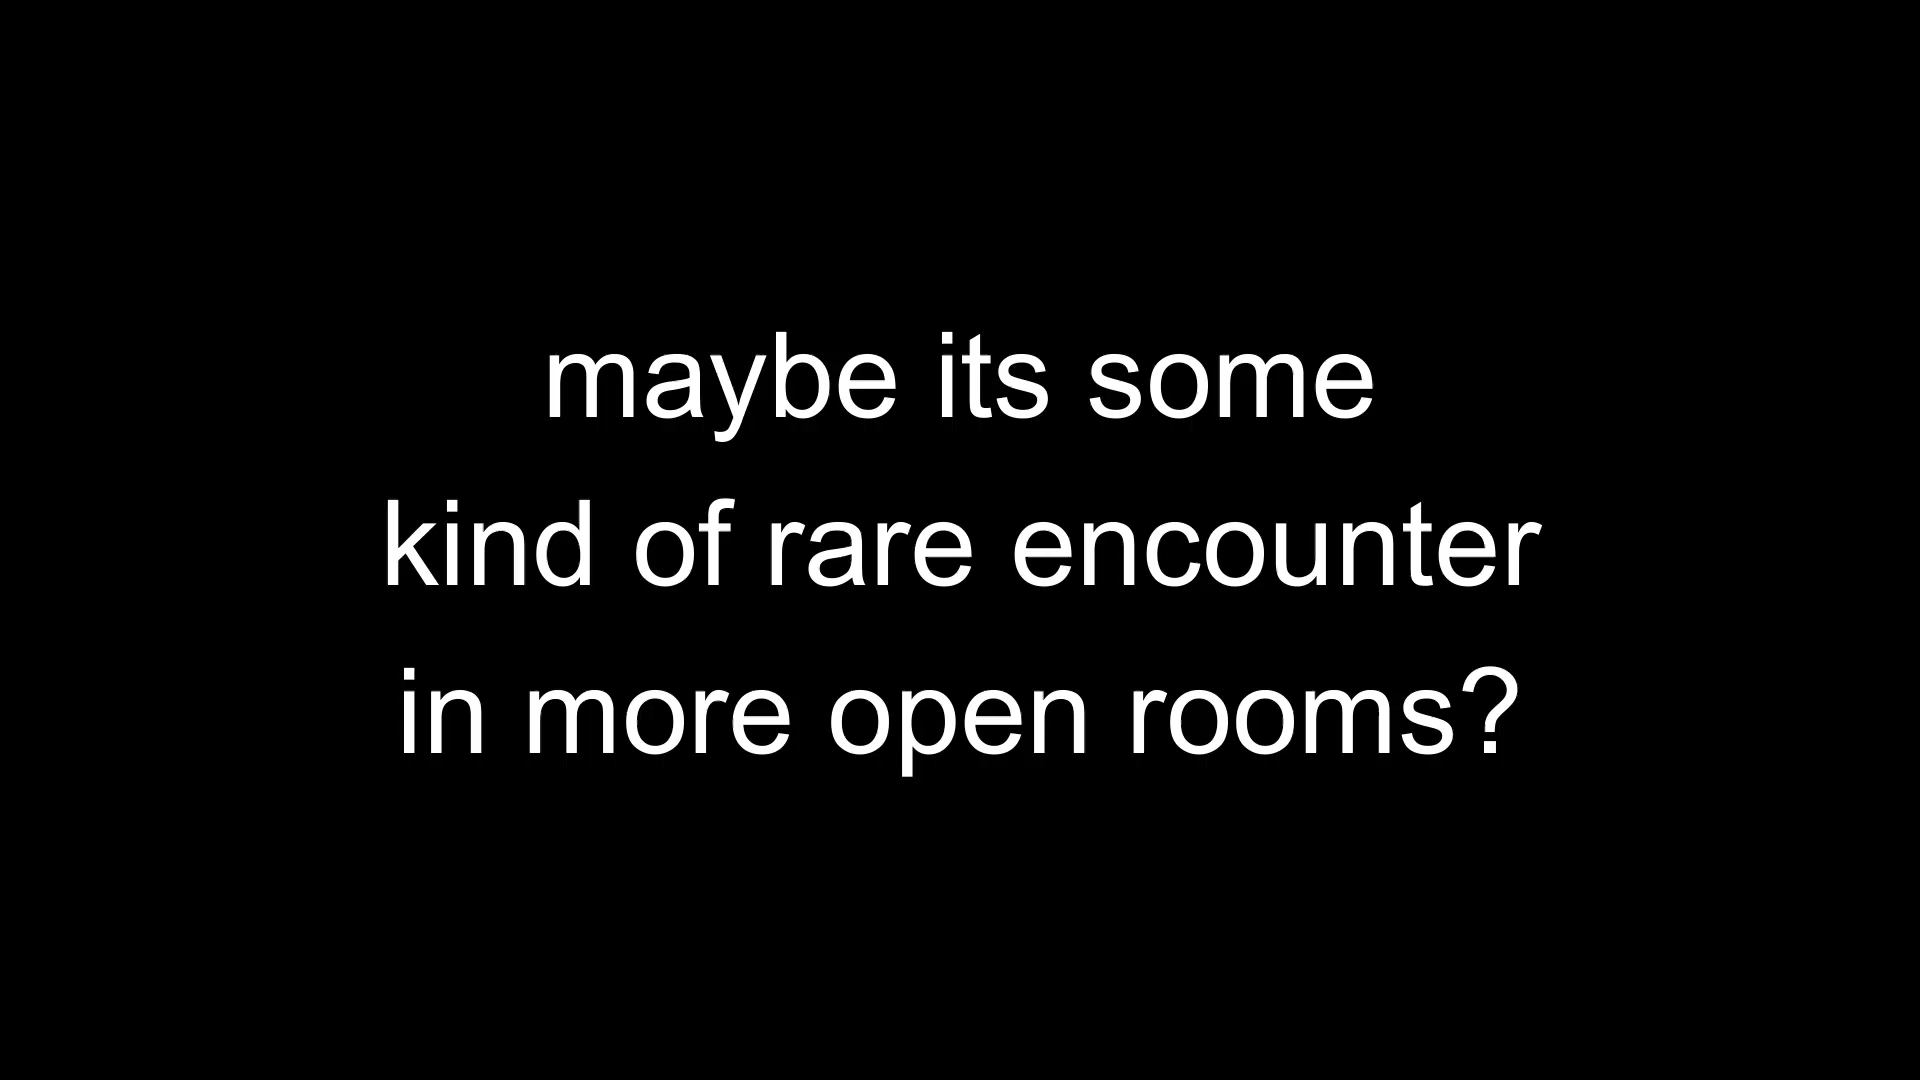 maybe its some
kind of rare encounter
in more open rooms?